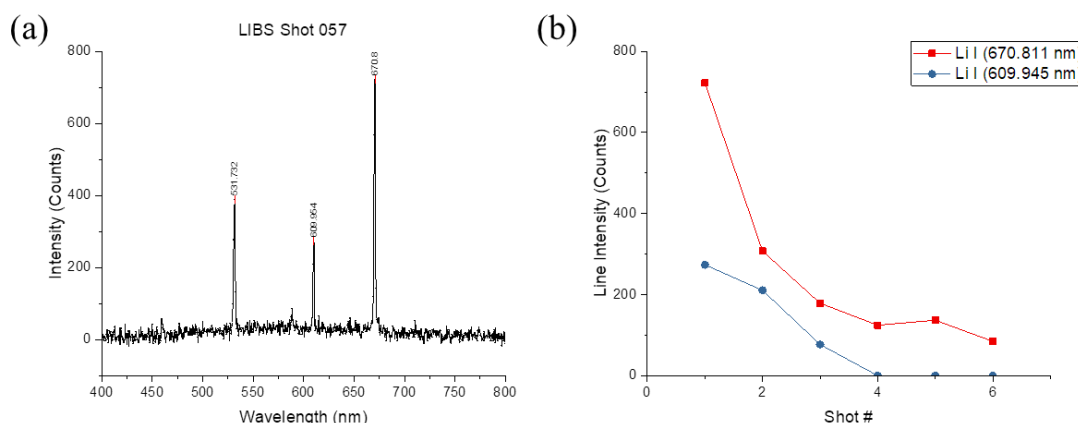 (a)
LIBS Shot 057
Intensity (Counts)
800
600
400
200
0
531.732
609.954
670.8
400 450 500 550 600 650 700 750 800
Wavelength (nm)
(b)
Li I (670.811 nm
Li I (609.945 nm
Line Intensity (Counts)
800
600
400
200
0
0 2 4 6
Shot #